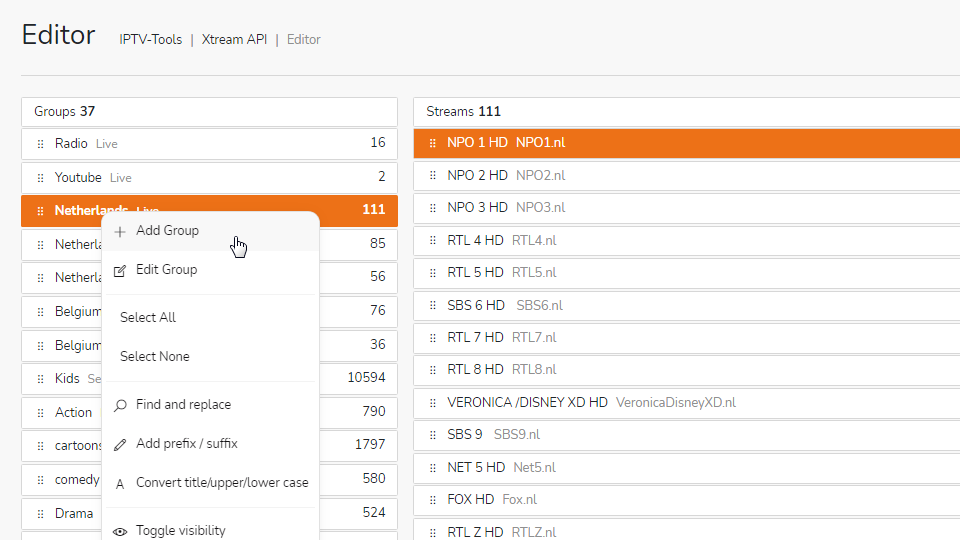 Editor IPTV-Tools | Xtream API | Editor
Groups 37
Radio Live 16
Youtube Live 2
Netherlands Live 111
85
56
Belgium 76
Belgium 36
Kids 10594
Action 790
cartoons 1797
comedy 580
Drama 524
Add Group
Edit Group
Select All
Select None
Find and replace
Add prefix / suffix
Convert title/upper/lower case
Toggle visibility
Streams 111
NPO 1 HD NPO1.nl
NPO 2 HD NPO2.nl
NPO 3 HD NPO3.nl
RTL 4 HD RTL4.nl
RTL 5 HD RTL5.nl
SBS 6 HD SBS6.nl
RTL 7 HD RTL7.nl
RTL 8 HD RTL8.nl
VERONICA /DISNEY XD HD VeronicaDisneyXD.nl
SBS 9 SBS9.nl
NET 5 HD Net5.nl
FOX HD Fox.nl
RTL Z HD RTLZ.nl